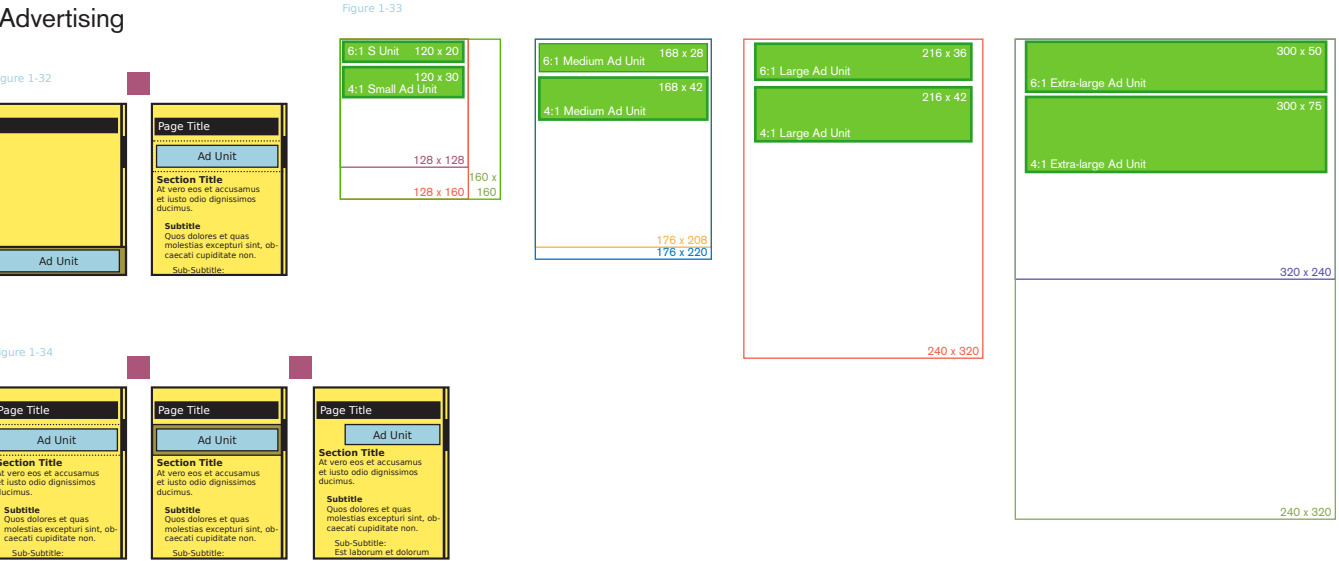 Advertising
Figure 1-33
6:1 S Unit 120 x 20
120 x 30
4:1 Small Ad Unit
128 x 128
160 x
160
128 x 160
168 x 28
6:1 Medium Ad Unit
168 x 42
4:1 Medium Ad Unit
176 x 208
176 x 220
216 x 36
6:1 Large Ad Unit
216 x 42
4:1 Large Ad Unit
240 x 320
300 x 50
6:1 Extra-large Ad Unit
300 x 75
4:1 Extra-large Ad Unit
320 x 240
240 x 320
gure 1-32
Ad Unit
Page Title
Ad Unit
Section Title
At vero eos et accusamus
et iusto odio dignissimos
ducimus.
Subtitle
Quos dolores et quas
molestias excepturi sint, ob-
caecati cupiditate non.
Sub-Subtitle:
igure 1-34
Page Title
Ad Unit
Section Title
At vero eos et accusamus
et iusto odio dignissimos
ducimus.
Subtitle
Quos dolores et quas
molestias excepturi sint, ob-
caecati cupiditate non.
Sub-Subtitle:
Page Title
Ad Unit
Section Title
At vero eos et accusamus
et iusto odio dignissimos
ducimus.
Subtitle
Quos dolores et quas
molestias excepturi sint, ob-
caecati cupiditate non.
Sub-Subtitle:
Page Title
Ad Unit
Section Title
At vero eos et accusamus
et iusto odio dignissimos
ducimus.
Subtitle
Quos dolores et quas
molestias excepturi sint, ob-
caecati cupiditate non.
Sub-Subtitle:
Est laborum et dolorum